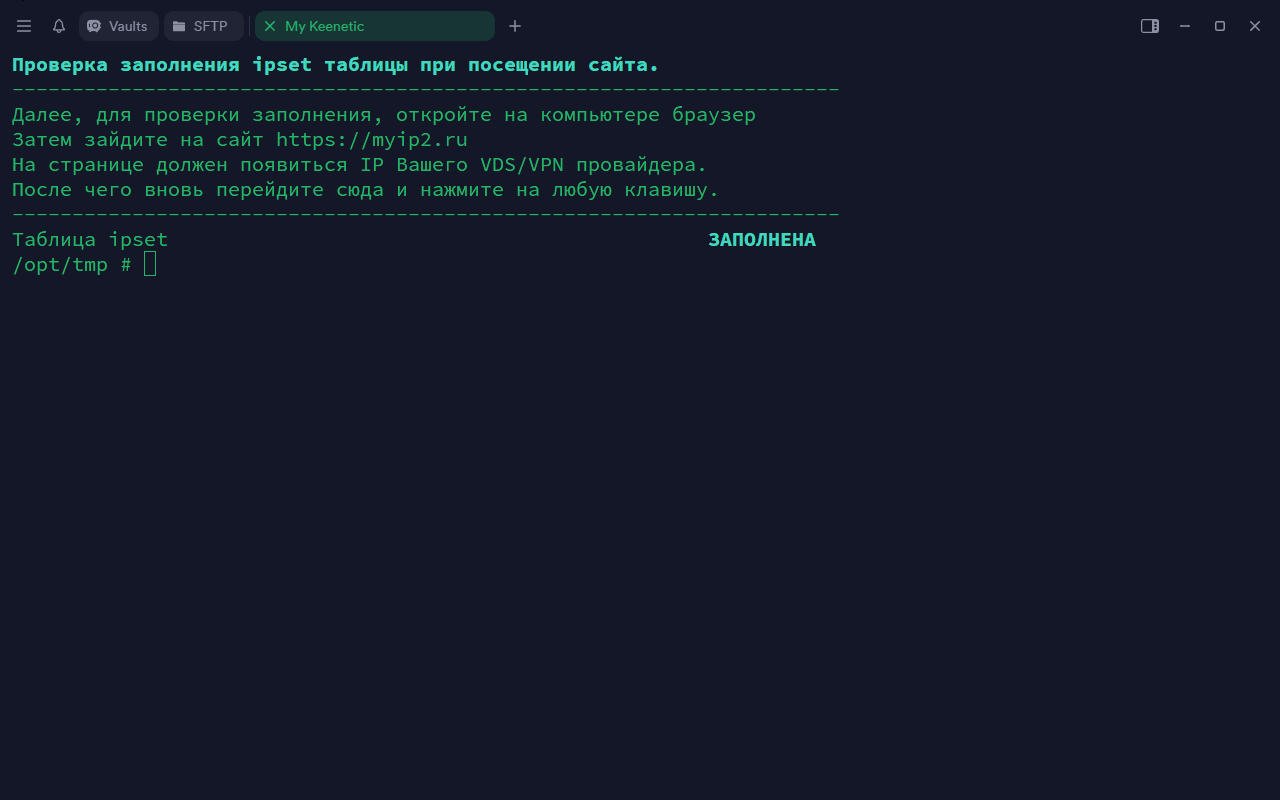 Vaults
SFTP
My Keenetic
Проверка заполнения ipset таблицы при посещении сайта.
---------------------------------------------------------------------
Далее, для проверки заполнения, откройте на компьютере браузер
Затем зайдите на сайт https://myip2.ru
На странице должен появиться IP Вашего VDS/VPN провайдера.
После чего вновь перейдите сюда и нажмите на любую клавишу.
---------------------------------------------------------------------
Таблица ipset ЗАПОЛНЕНА
/opt/tmp #